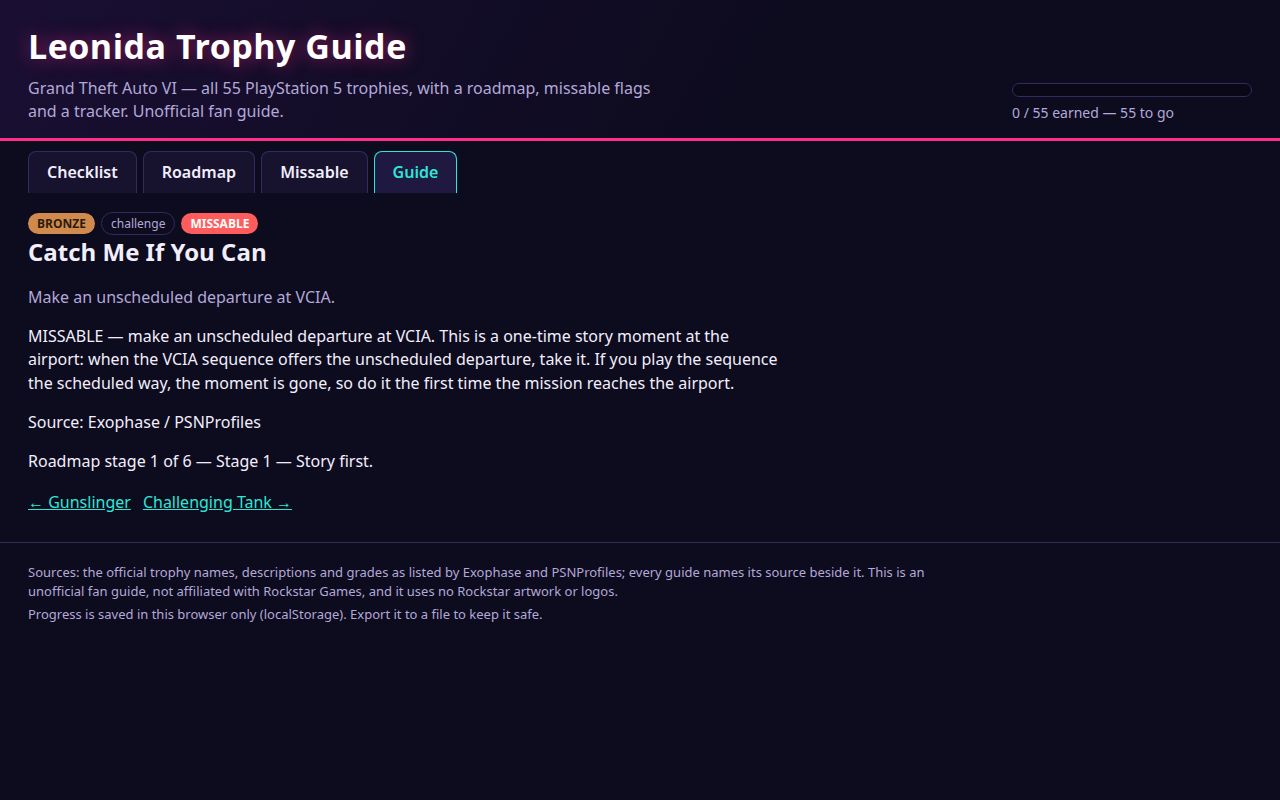 Leonida Trophy Guide
Grand Theft Auto VI — all 55 PlayStation 5 trophies, with a roadmap, missable flags
and a tracker. Unofficial fan guide.
0 / 55 earned — 55 to go
Checklist
Roadmap
Missable
Guide
BRONZE challenge MISSABLE
Catch Me If You Can
Make an unscheduled departure at VCIA.
MISSABLE — make an unscheduled departure at VCIA. This is a one-time story moment at the
airport: when the VCIA sequence offers the unscheduled departure, take it. If you play the sequence
the scheduled way, the moment is gone, so do it the first time the mission reaches the airport.
Source: Exophase / PSNProfiles
Roadmap stage 1 of 6 — Stage 1 — Story first.
← Gunslinger Challenging Tank →
Sources: the official trophy names, descriptions and grades as listed by Exophase and PSNProfiles; every guide names its source beside it. This is an
unofficial fan guide, not affiliated with Rockstar Games, and it uses no Rockstar artwork or logos.
Progress is saved in this browser only (localStorage). Export it to a file to keep it safe.